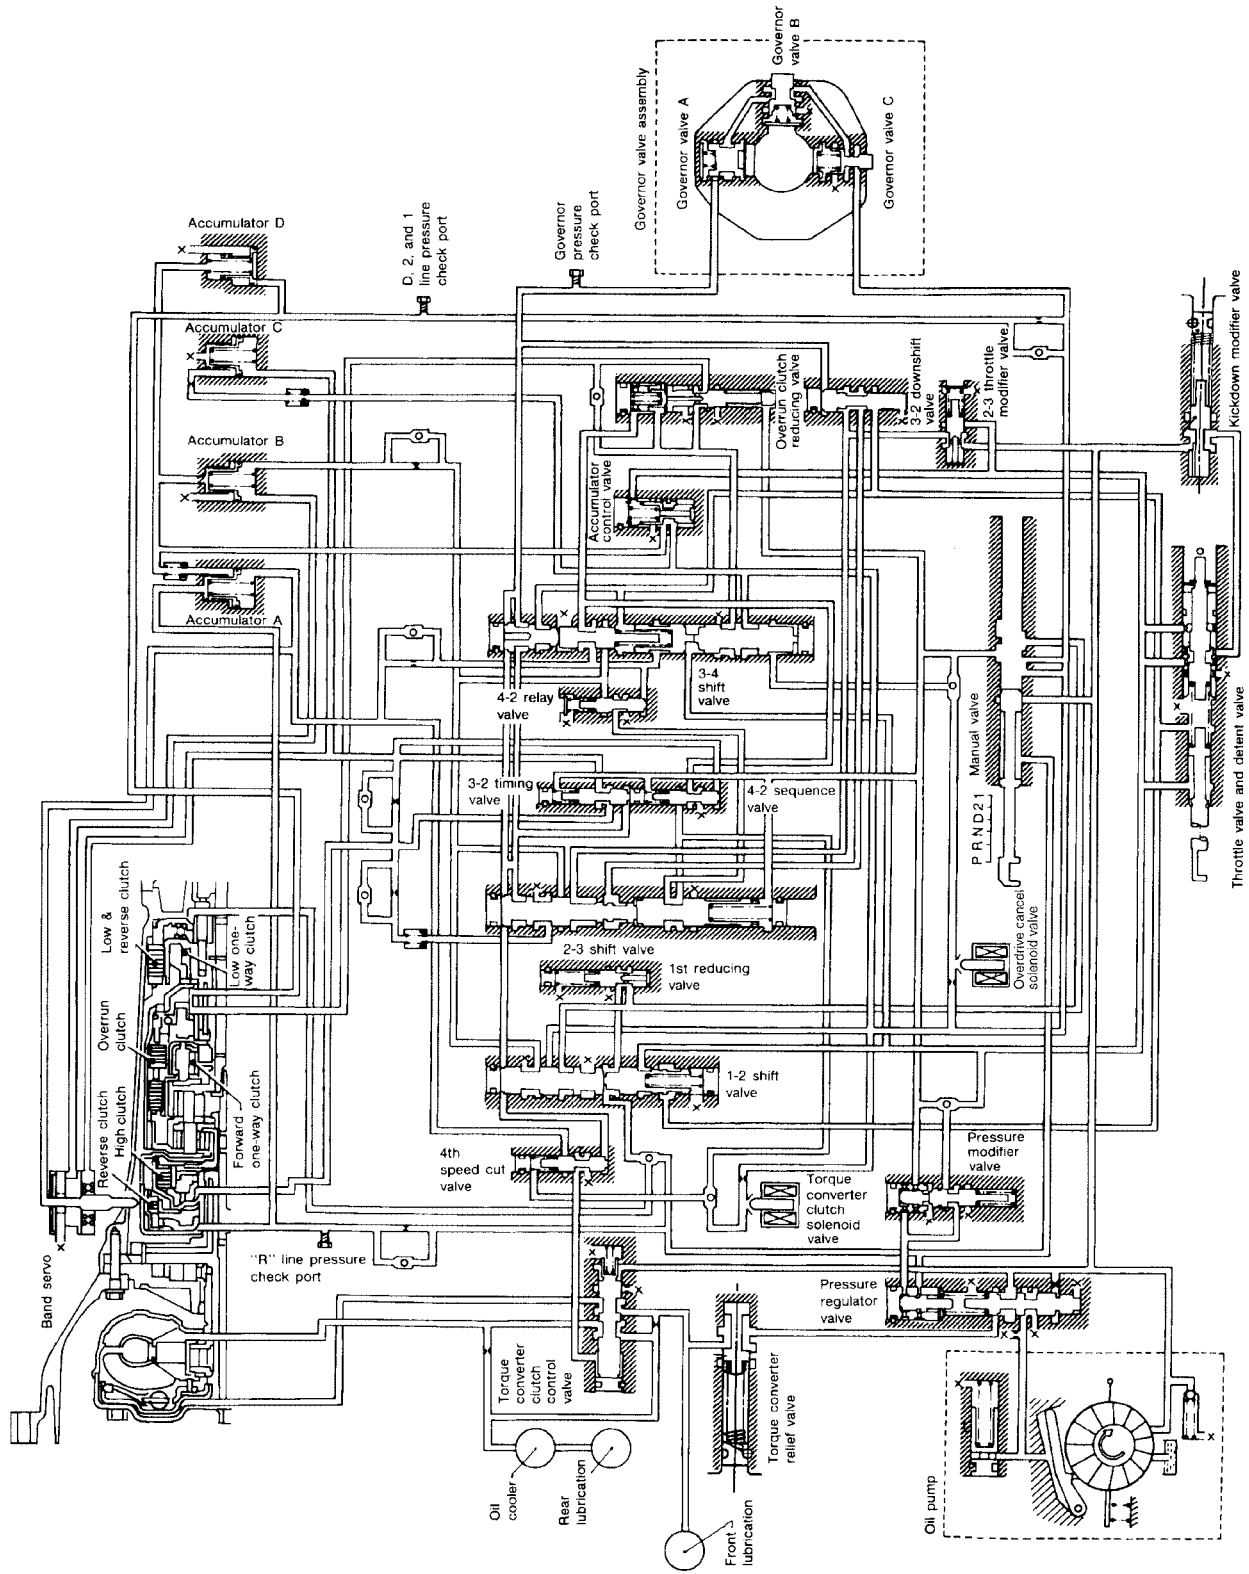 Governor
valve B
Governor valve assembly
Governor valve A
Governor valve C
Accumulator D
D, 2, and 1
line pressure
check port
Governor
pressure
check port
Accumulator C
Overrun clutch
reducing valve
3-2 downshift
valve
2-3 throttle
modifier valve
Kickdown modifier valve
Accumulator B
Accumulator
control valve
Accumulator A
4-2 relay
valve
3-4
shift
valve
Manual valve
PRND21
Throttle valve and detent valve
3-2 timing
valve
4-2 sequence
valve
Low &
reverse clutch
Low one-
way clutch
Overrun
clutch
Forward
one-way clutch
High clutch
Reverse clutch
2-3 shift valve
1st reducing
valve
Overdrive cancel
solenoid valve
1-2 shift
valve
4th
speed cut
valve
Pressure
modifier
valve
Torque
converter
clutch
solenoid
valve
Band servo
"R" line pressure
check port
Pressure
regulator
valve
Torque
converter
clutch
control
valve
Torque converter
relief valve
Oil
cooler
Rear
lubrication
Front
lubrication
Oil pump